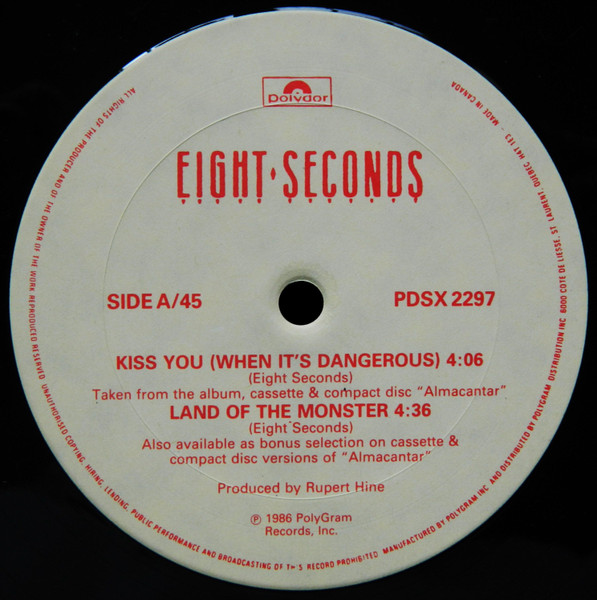 Polydor
EIGHT·SECONDS
SIDE A/45
PDSX 2297
KISS YOU (WHEN IT'S DANGEROUS) 4:06
(Eight Seconds)
Taken from the album, cassette & compact disc "Almacantar"
LAND OF THE MONSTER 4:36
(Eight Seconds)
Also available as bonus selection on cassette &
compact disc versions of "Almacantar"
Produced by Rupert Hine
℗ 1986 PolyGram
Records, Inc.
ALL RIGHTS OF THE PRODUCER AND OF THE OWNER OF THE WORK REPRODUCED RESERVED UNAUTHORISED COPYING, HIRING, LENDING, PUBLIC PERFORMANCE AND BROADCASTING OF TH'S RECORD PROHIBITED MANUFACTURED BY POLYGRAM INC AND DISTRIBUTED BY POLYGRAM DISTRIBUTION INC 6000 COTE DE LIESSE, ST LAURENT, QUEBEC H4T 1E3 - MADE IN CANADA